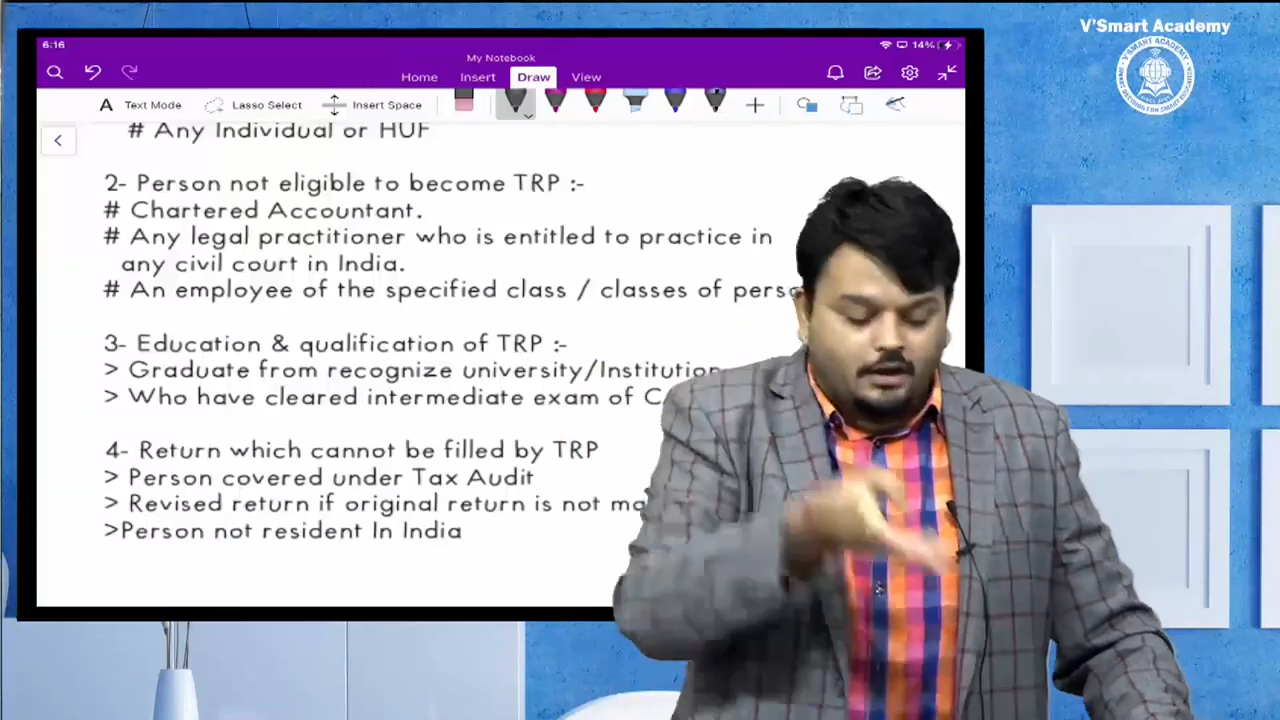 V'Smart Academy
6:16
14%
My Notebook
Home Insert Draw View
A Text Mode Lasso Select Insert Space
# Any Individual or HUF
2- Person not eligible to become TRP :-
# Chartered Accountant.
# Any legal practitioner who is entitled to practice in
any civil court in India.
# An employee of the specified class / classes of perso
3- Education & qualification of TRP :-
> Graduate from recognize university/Institution
> Who have cleared intermediate exam of C
4- Return which cannot be filled by TRP
> Person covered under Tax Audit
> Revised return if original return is not ma
>Person not resident In India